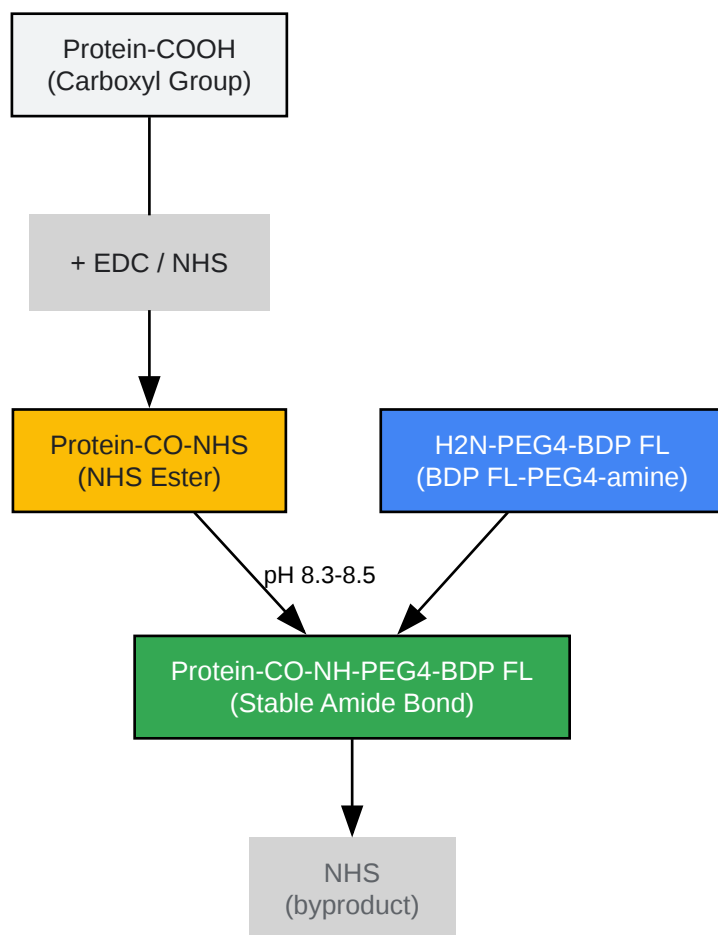 Protein-COOH
(Carboxyl Group)
+ EDC / NHS
Protein-CO-NHS
(NHS Ester)
H2N-PEG4-BDP FL
(BDP FL-PEG4-amine)
pH 8.3-8.5
Protein-CO-NH-PEG4-BDP FL
(Stable Amide Bond)
NHS
(byproduct)